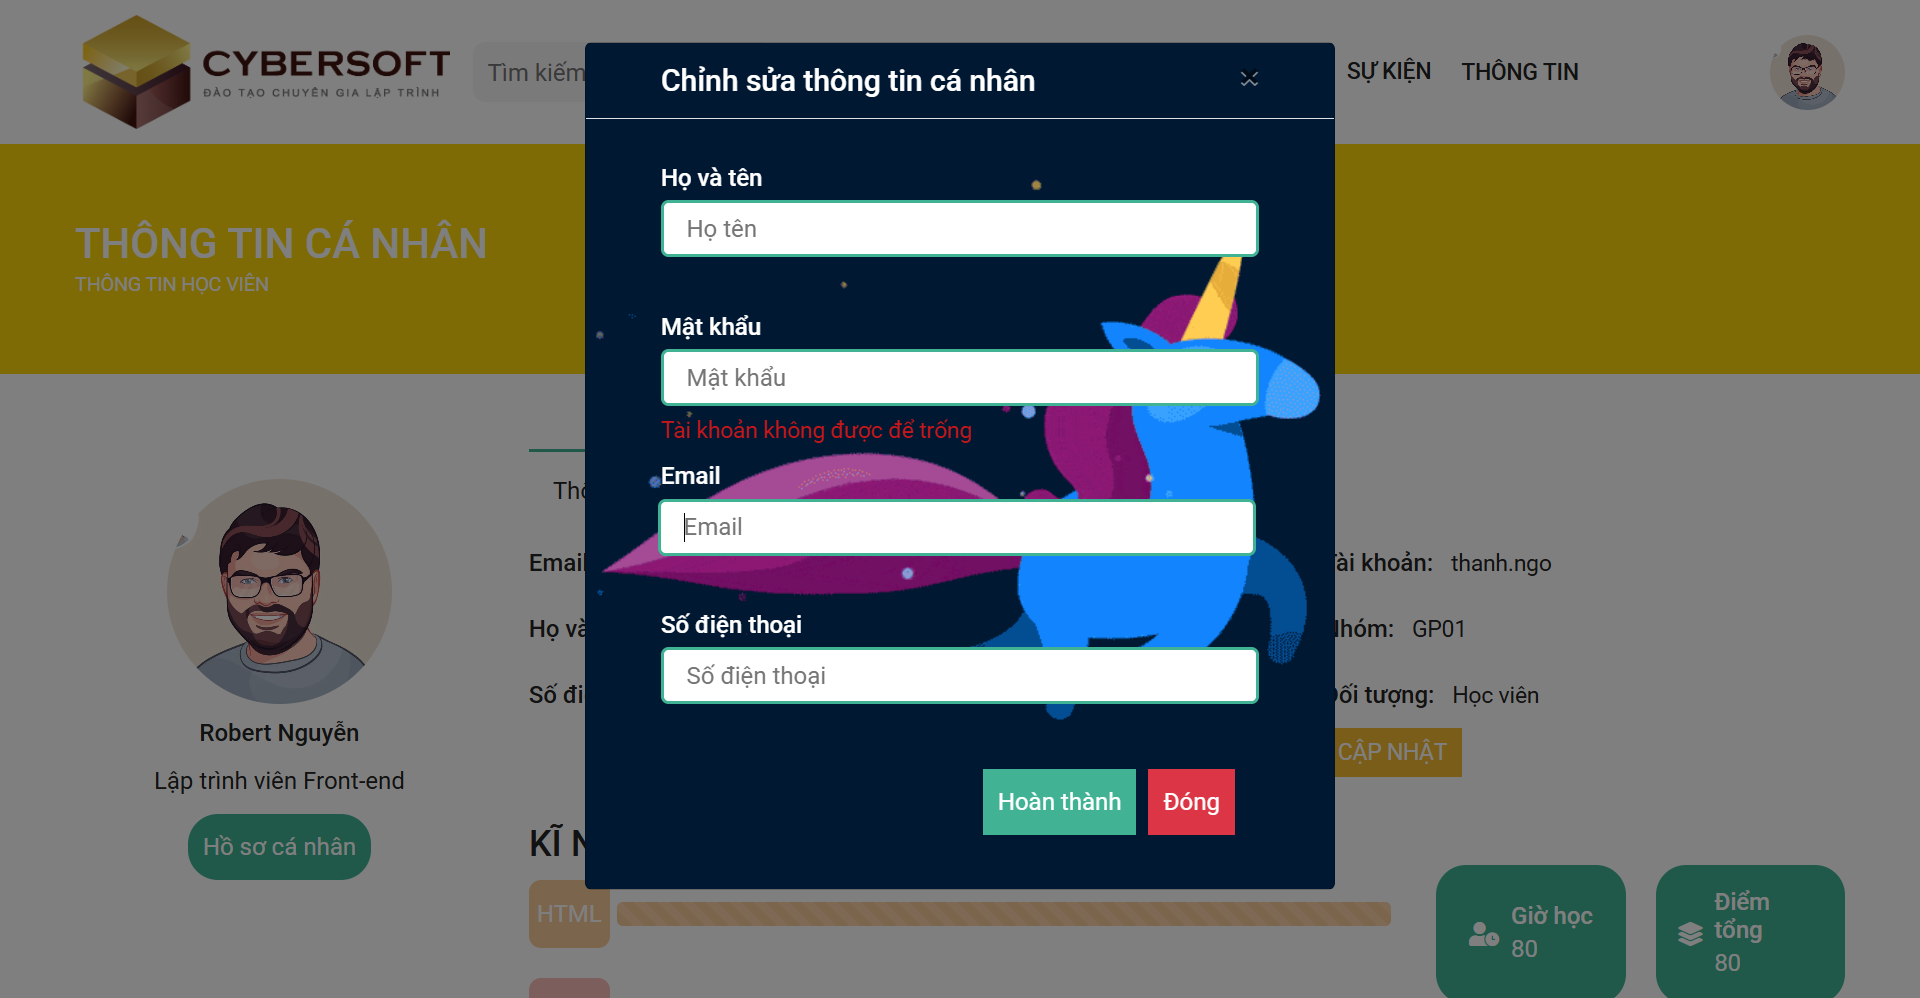 CYBERSOFT
ĐÀO TẠO CHUYÊN GIA LẬP TRÌNH
Tìm kiếm
SỰ KIỆN
THÔNG TIN
THÔNG TIN CÁ NHÂN
THÔNG TIN HỌC VIÊN
Chỉnh sửa thông tin cá nhân
Họ và tên
Họ tên
Mật khẩu
Mật khẩu
Tài khoản không được để trống
Email
Email
Số điện thoại
Số điện thoại
Hoàn thành
Đóng
Robert Nguyễn
Lập trình viên Front-end
Hồ sơ cá nhân
Email
Họ và
Tài khoản: thanh.ngo
Nhóm: GP01
Đối tượng: Học viên
CẬP NHẬT
KĨ
HTML
Giờ học
80
Điểm
tổng
80